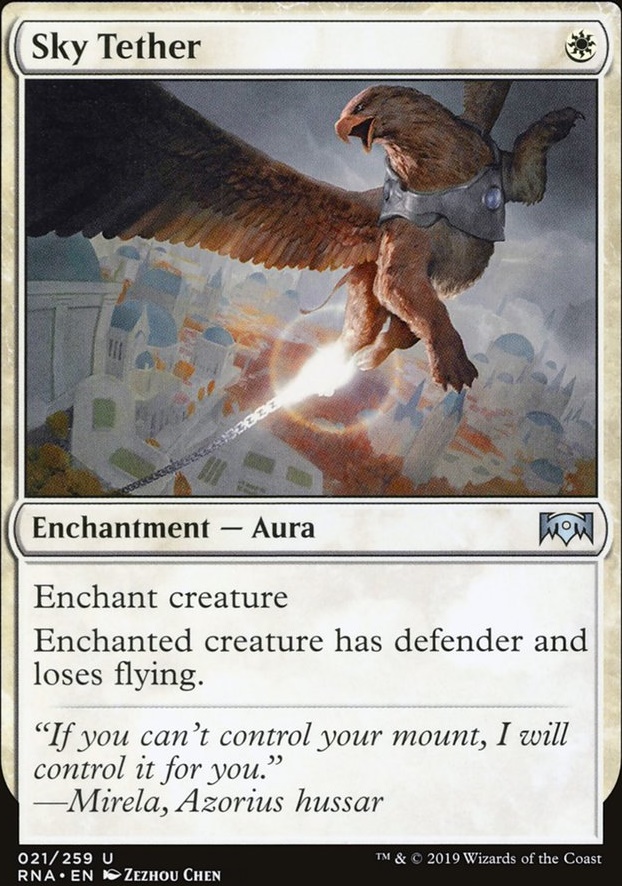 Sky Tether
Enchantment — Aura
Enchant creature
Enchanted creature has defender and
loses flying.
“If you can’t control your mount, I will
control it for you.”
—Mirela, Azorius hussar
021/259 U
™ & © 2019 Wizards of the Coast
RNA • EN Zezhou Chen